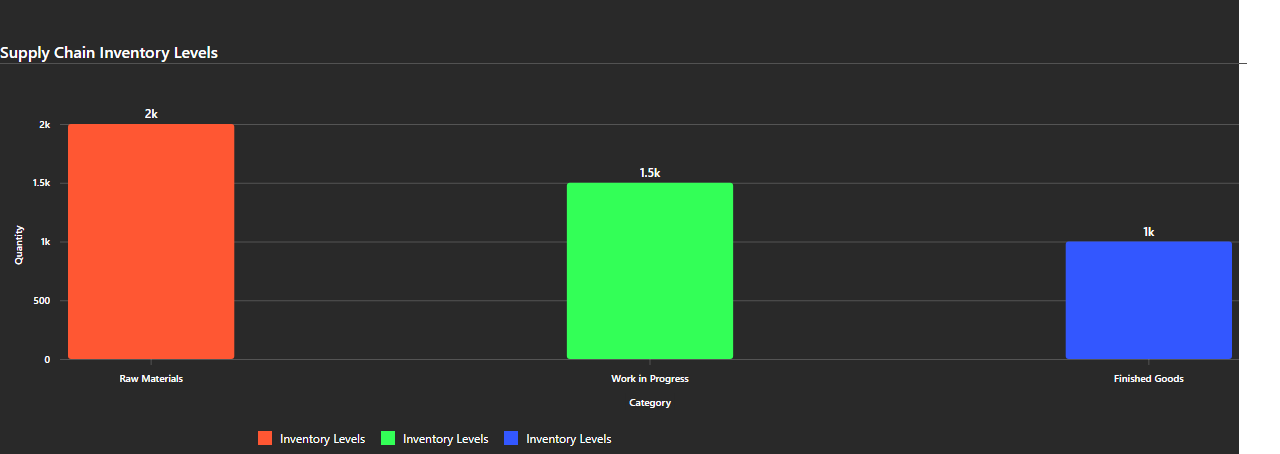 Supply Chain Inventory Levels
2k
2k
1.5k
1.5k
1k
1k
Quantity
500
0
Raw Materials Work in Progress Finished Goods
Category
Inventory Levels Inventory Levels Inventory Levels